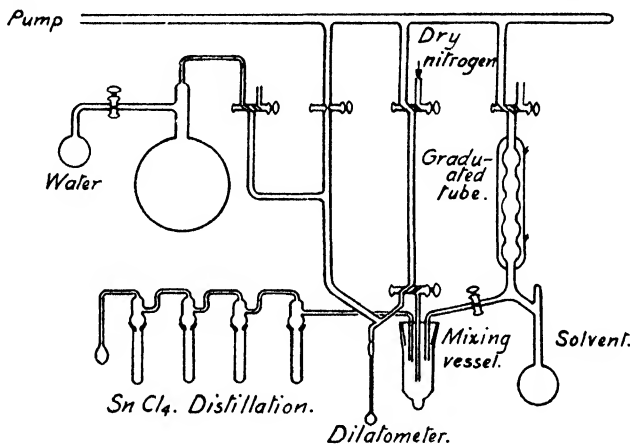 Pump
Dry
nitrogen
Water
Gradu-
ated
tube.
Mixing
vessel.
Solvent.
Sn Cl4. Distillation.
Dilatometer.